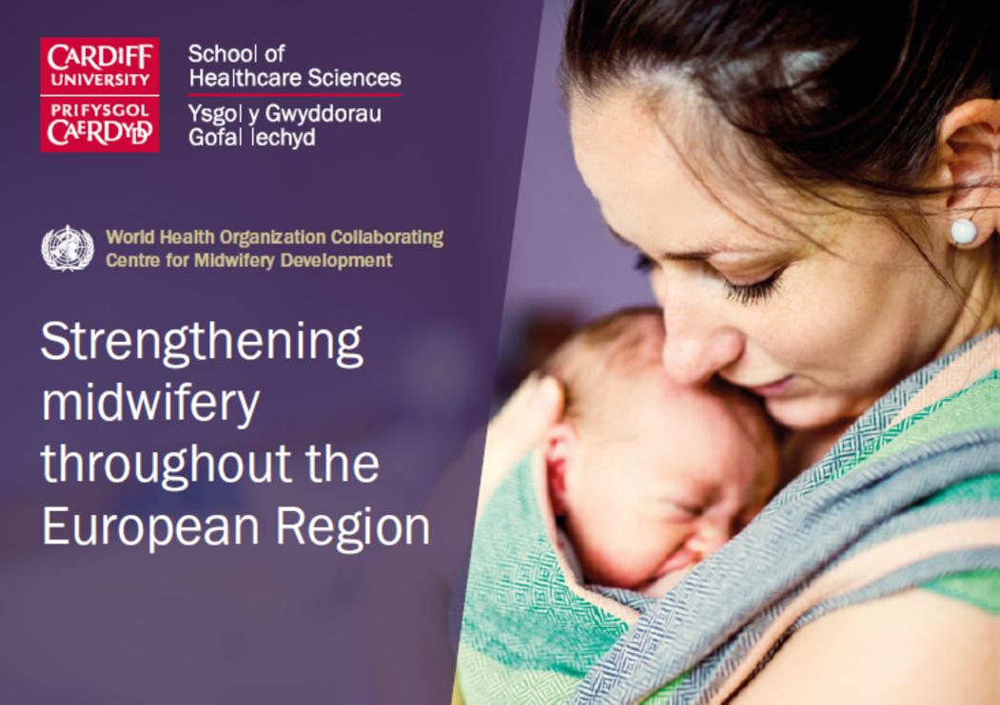 CARDIFF
UNIVERSITY
PRIFYSGOL
CAERDYDD
School of
Healthcare Sciences
Ysgol y Gwyddorau
Gofal Iechyd
World Health Organization Collaborating
Centre for Midwifery Development
Strengthening
midwifery
throughout the
European Region